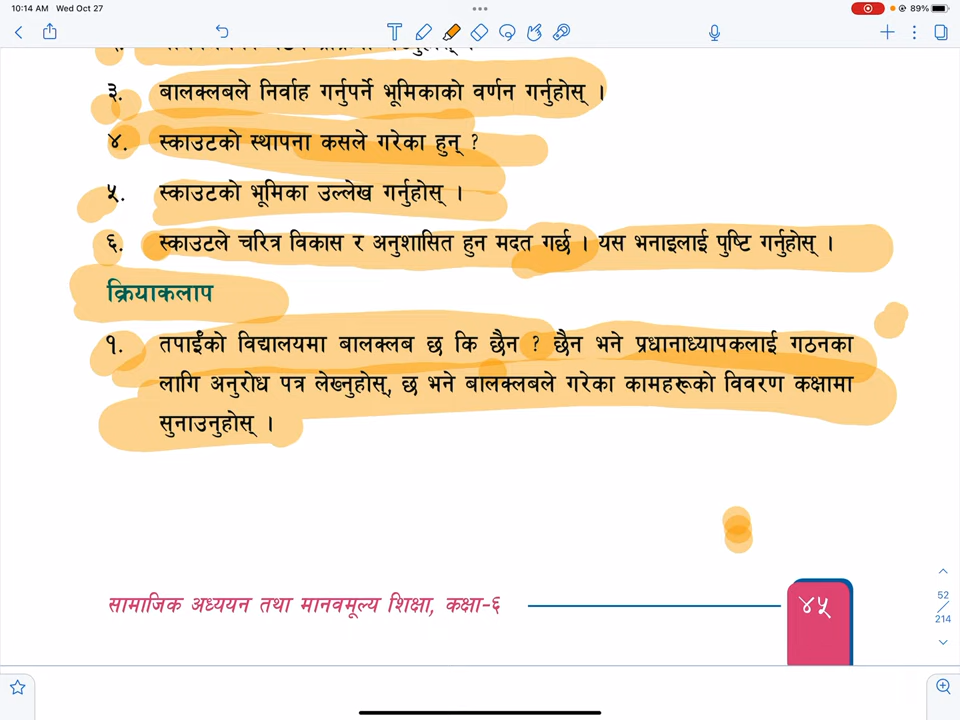 10:14 AM Wed Oct 27
89%
३. बालक्लबले निर्वाह गर्नुपर्ने भूमिकाको वर्णन गर्नुहोस् ।
४. स्काउटको स्थापना कसले गरेका हुन् ?
५. स्काउटको भूमिका उल्लेख गर्नुहोस् ।
६. स्काउटले चरित्र विकास र अनुशासित हुन मदत गर्छ । यस भनाइलाई पुष्टि गर्नुहोस् ।
क्रियाकलाप
१. तपाईंको विद्यालयमा बालक्लब छ कि छैन ? छैन भने प्रधानाध्यापकलाई गठनका
लागि अनुरोध पत्र लेख्नुहोस्, छ भने बालक्लबले गरेका कामहरूको विवरण कक्षामा
सुनाउनुहोस् ।
सामाजिक अध्ययन तथा मानवमूल्य शिक्षा, कक्षा-६
४५
52
214